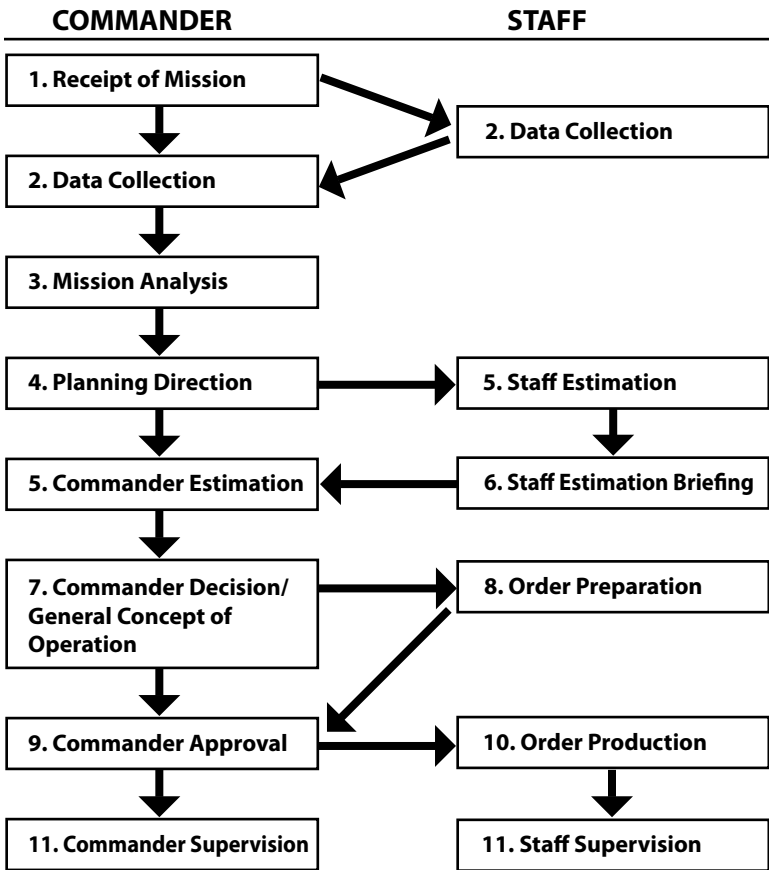 COMMANDER STAFF
1. Receipt of Mission
2. Data Collection
2. Data Collection
3. Mission Analysis
4. Planning Direction
5. Staff Estimation
5. Commander Estimation
6. Staff Estimation Briefing
7. Commander Decision/
General Concept of
Operation
8. Order Preparation
9. Commander Approval
10. Order Production
11. Commander Supervision
11. Staff Supervision